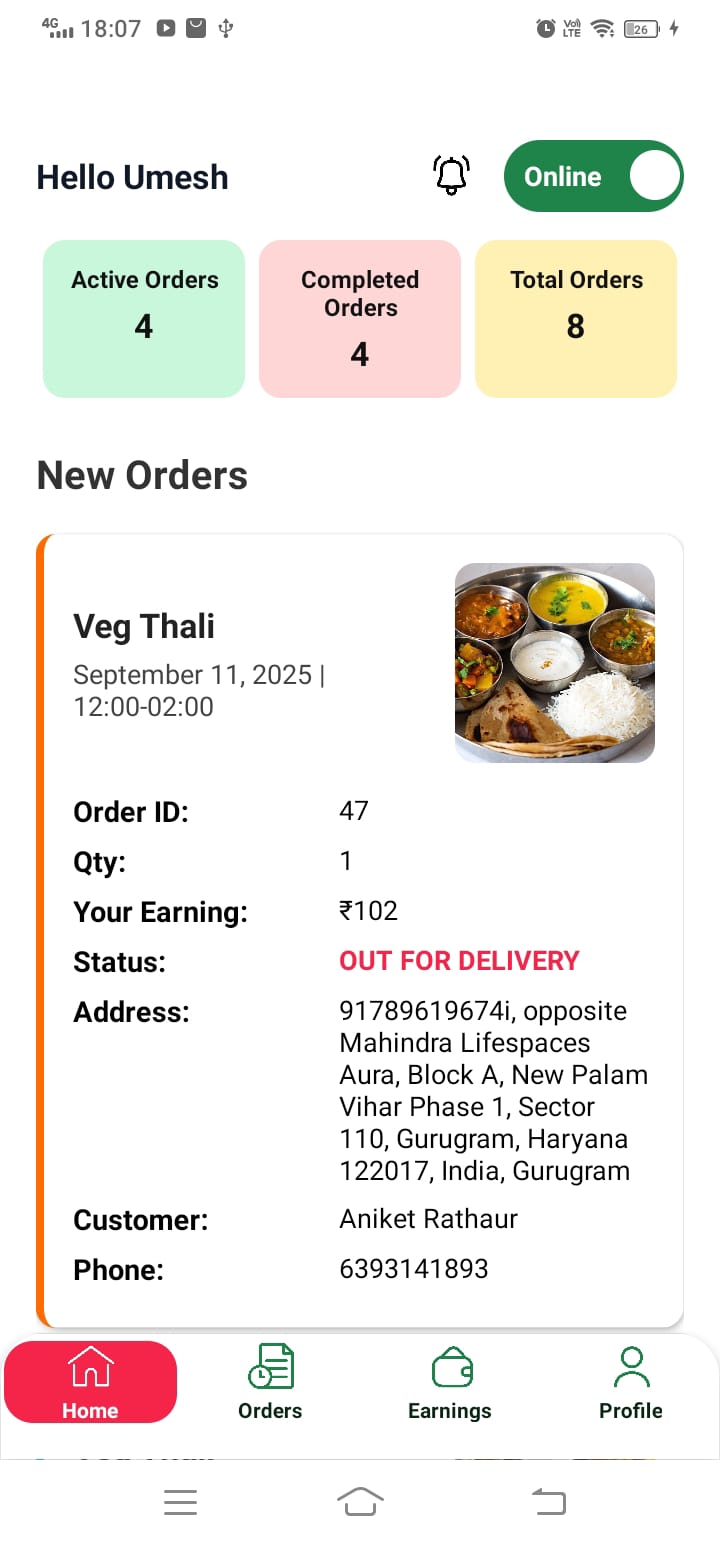 4G 18:07 Vo) LTE 26
Hello Umesh
Online
Active Orders
4
Completed
Orders
4
Total Orders
8
New Orders
Veg Thali
September 11, 2025 |
12:00-02:00
Order ID: 47
Qty: 1
Your Earning: ₹102
Status: OUT FOR DELIVERY
Address: 91789619674i, opposite
Mahindra Lifespaces
Aura, Block A, New Palam
Vihar Phase 1, Sector
110, Gurugram, Haryana
122017, India, Gurugram
Customer: Aniket Rathaur
Phone: 6393141893
Home Orders Earnings Profile